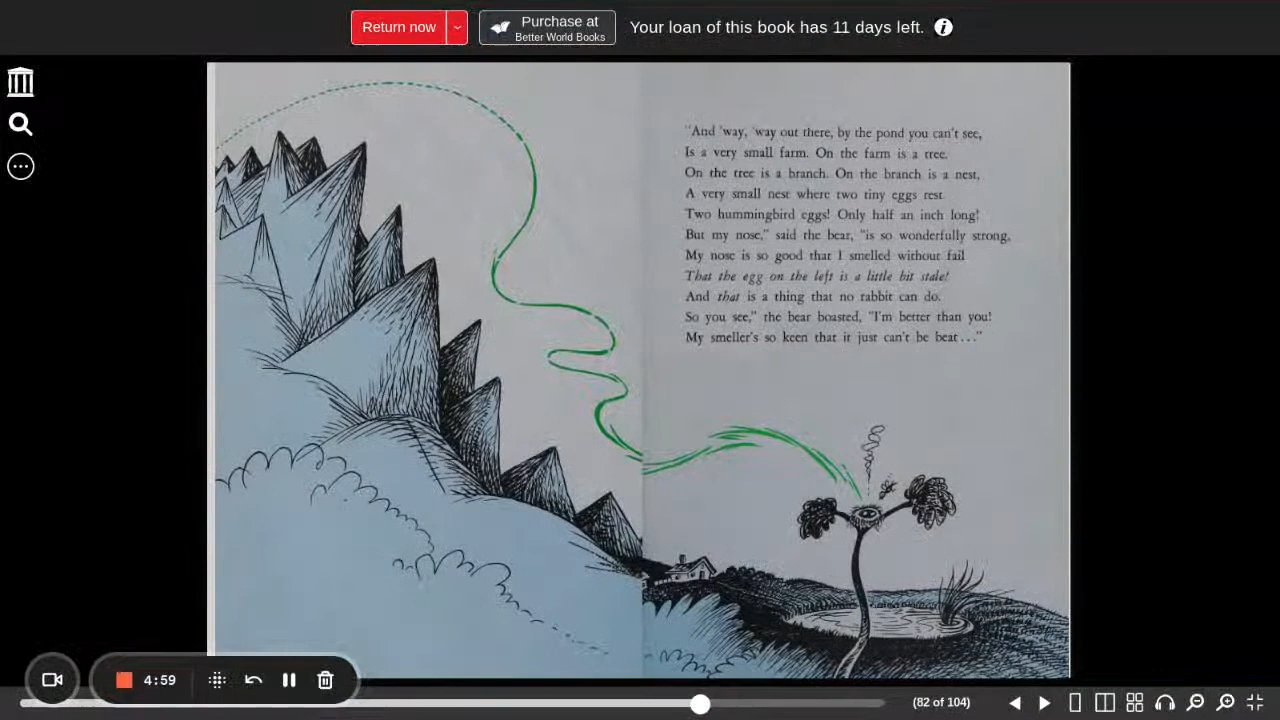 Return now
Purchase at
Better World Books
Your loan of this book has 11 days left.
"And 'way, 'way out there, by the pond you can't see,
Is a very small farm. On the farm is a tree.
On the tree is a branch. On the branch is a nest,
A very small nest where two tiny eggs rest.
Two hummingbird eggs! Only half an inch long!
But my nose," said the bear, "is so wonderfully strong,
My nose is so good that I smelled without fail
That the egg on the left is a little bit stale!
And that is a thing that no rabbit can do.
So you see," the bear boasted, "I'm better than you!
My smeller's so keen that it just can't be beat . . ."
4:59
(82 of 104)